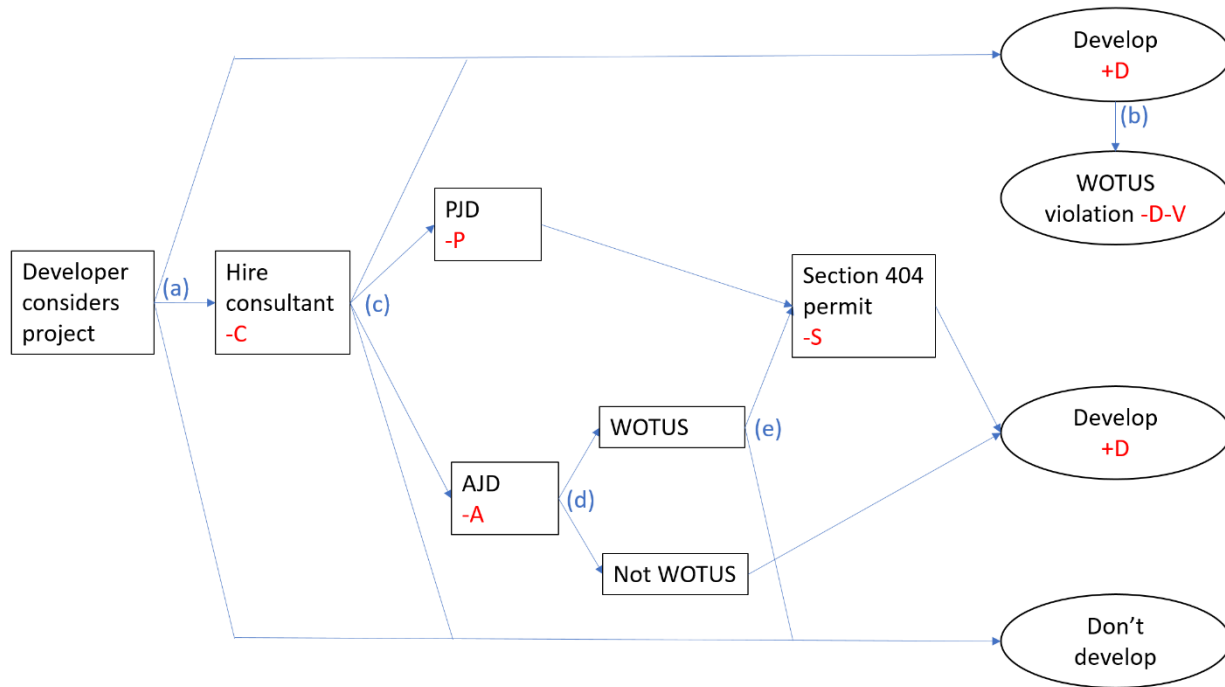 Develop
+D
(b)
WOTUS
violation -D-V
PJD
-P
Developer
considers
project
(a)
Hire
consultant
-C
(c)
Section 404
permit
-S
WOTUS
(e)
Develop
+D
AJD
-A
(d)
Not WOTUS
Don't
develop